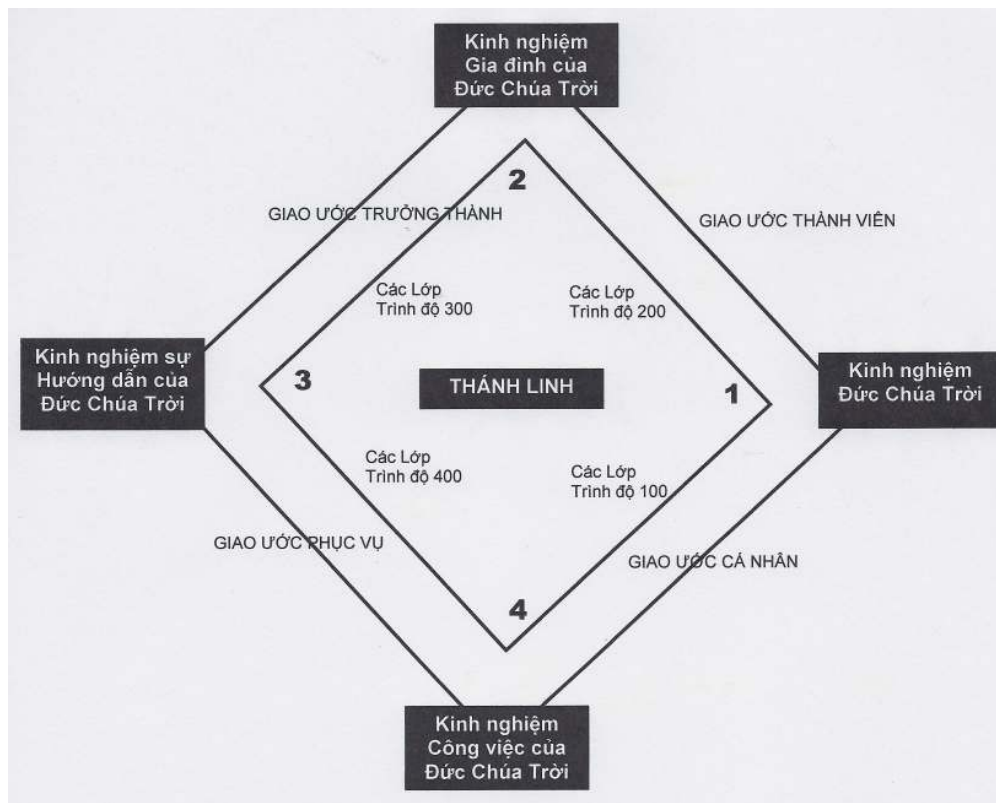 Kinh nghiệm
Gia đình của
Đức Chúa Trời
2
GIAO ƯỚC TRƯỞNG THÀNH
GIAO ƯỚC THÀNH VIÊN
Các Lớp
Trình độ 300
Các Lớp
Trình độ 200
Kinh nghiệm sự
Hướng dẫn của
Đức Chúa Trời
3
THÁNH LINH
1
Kinh nghiệm
Đức Chúa Trời
Các Lớp
Trình độ 400
Các Lớp
Trình độ 100
GIAO ƯỚC PHỤC VỤ
GIAO ƯỚC CÁ NHÂN
4
Kinh nghiệm
Công việc của
Đức Chúa Trời